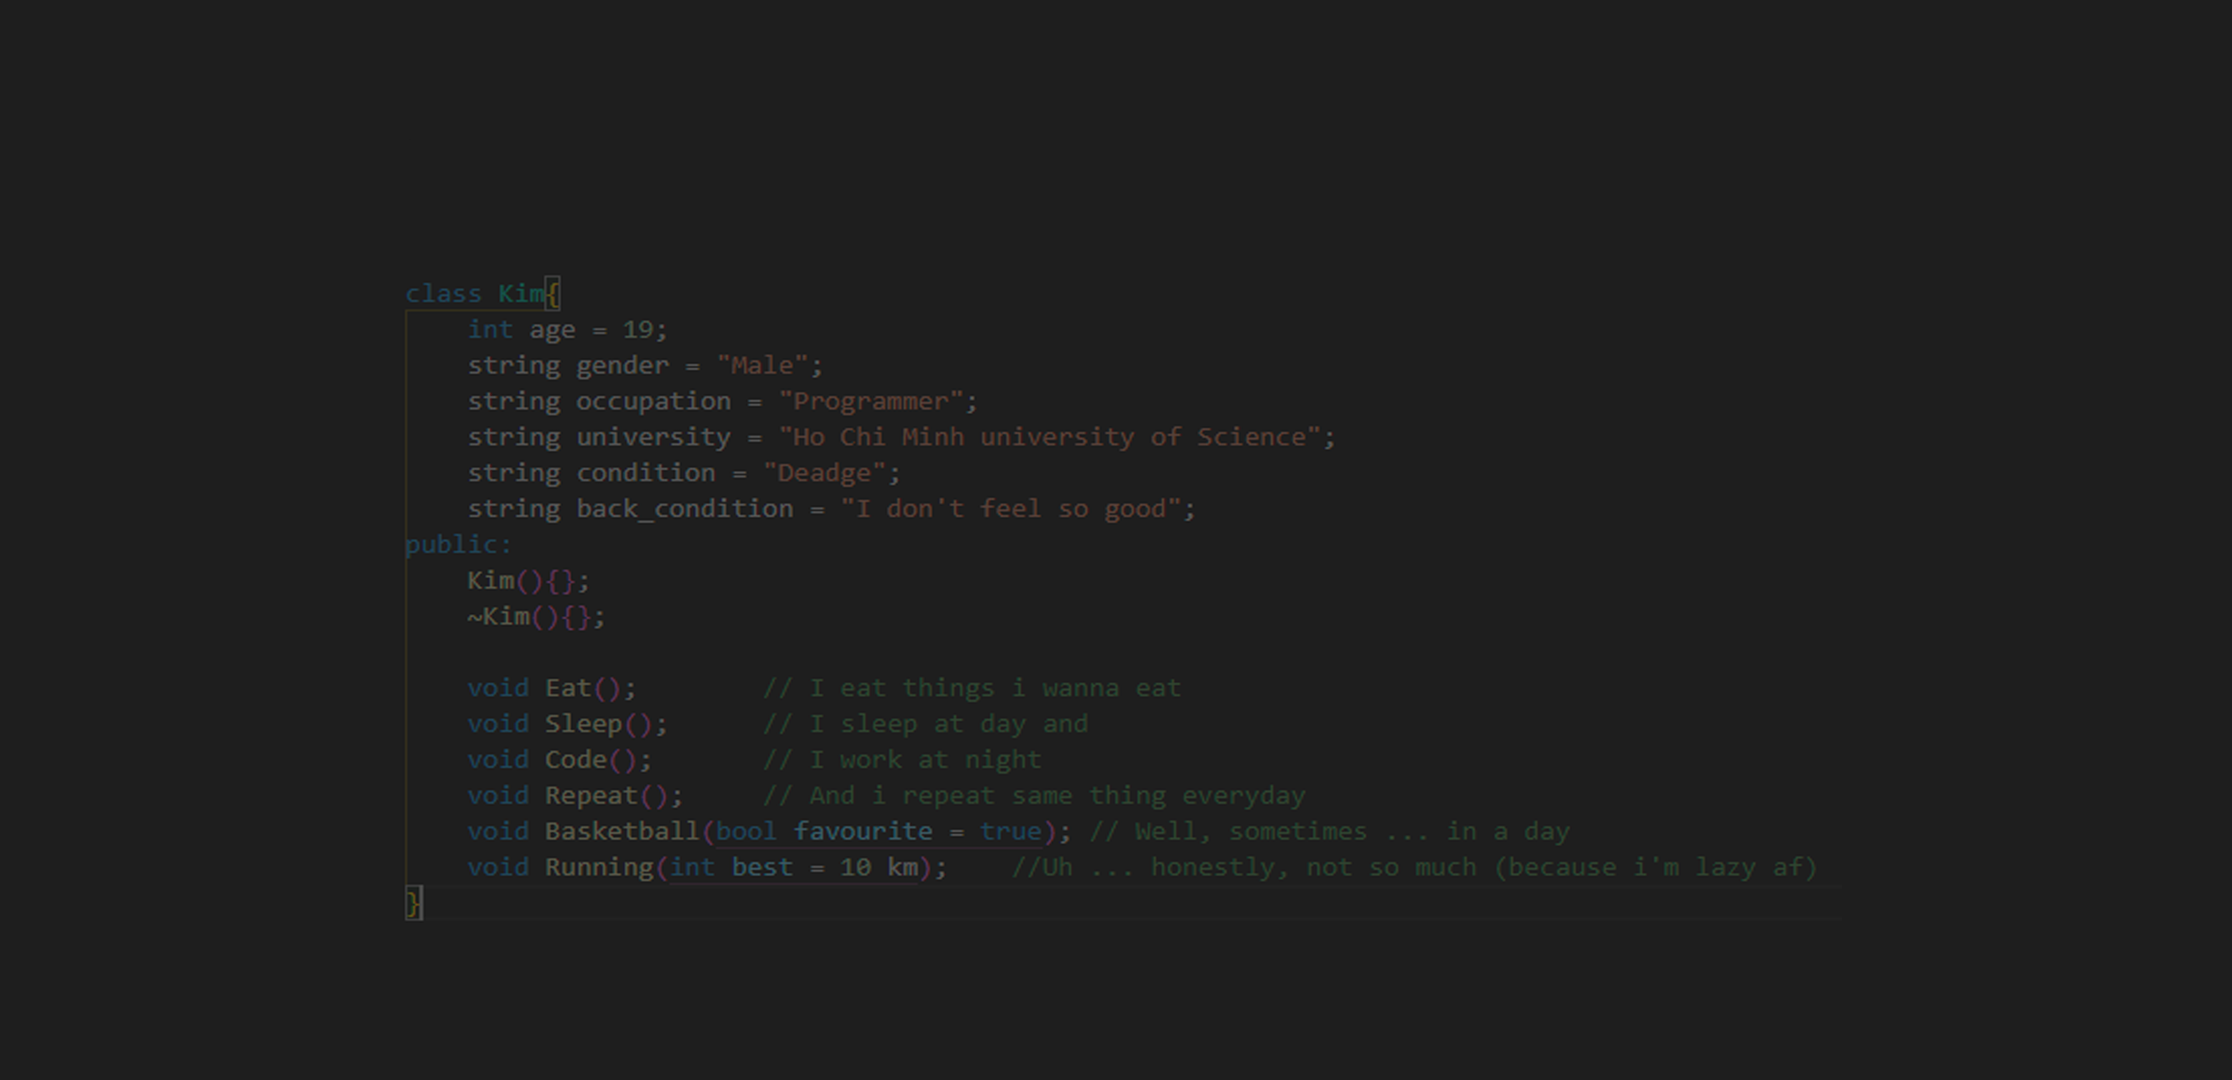 class Kim{
    int age = 19;
    string gender = "Male";
    string occupation = "Programmer";
    string university = "Ho Chi Minh university of Science";
    string condition = "Deadge";
    string back_condition = "I don't feel so good";
public:
    Kim(){};
    ~Kim(){};
    void Eat();        // I eat things i wanna eat
    void Sleep();      // I sleep at day and
    void Code();       // I work at night
    void Repeat();     // And i repeat same thing everyday
    void Basketball(bool favourite = true); // Well, sometimes ... in a day
    void Running(int best = 10 km);    //Uh ... honestly, not so much (because i'm lazy af)
}